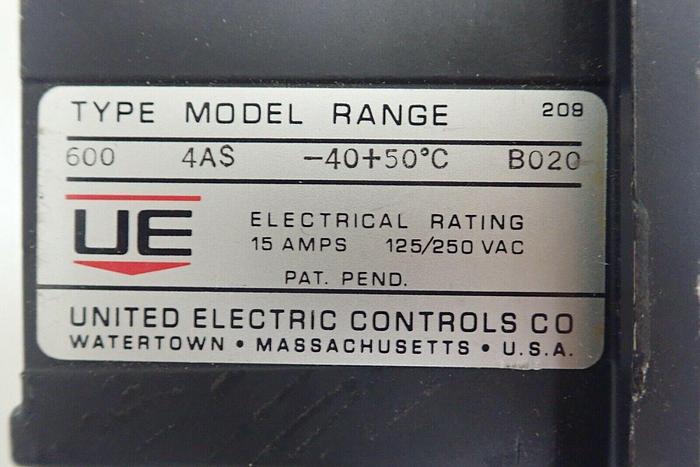 TYPE MODEL RANGE 209
600 4AS -40+50°C B020
UE
ELECTRICAL RATING
15 AMPS 125/250 VAC
PAT. PEND.
UNITED ELECTRIC CONTROLS CO
WATERTOWN • MASSACHUSETTS • U.S.A.